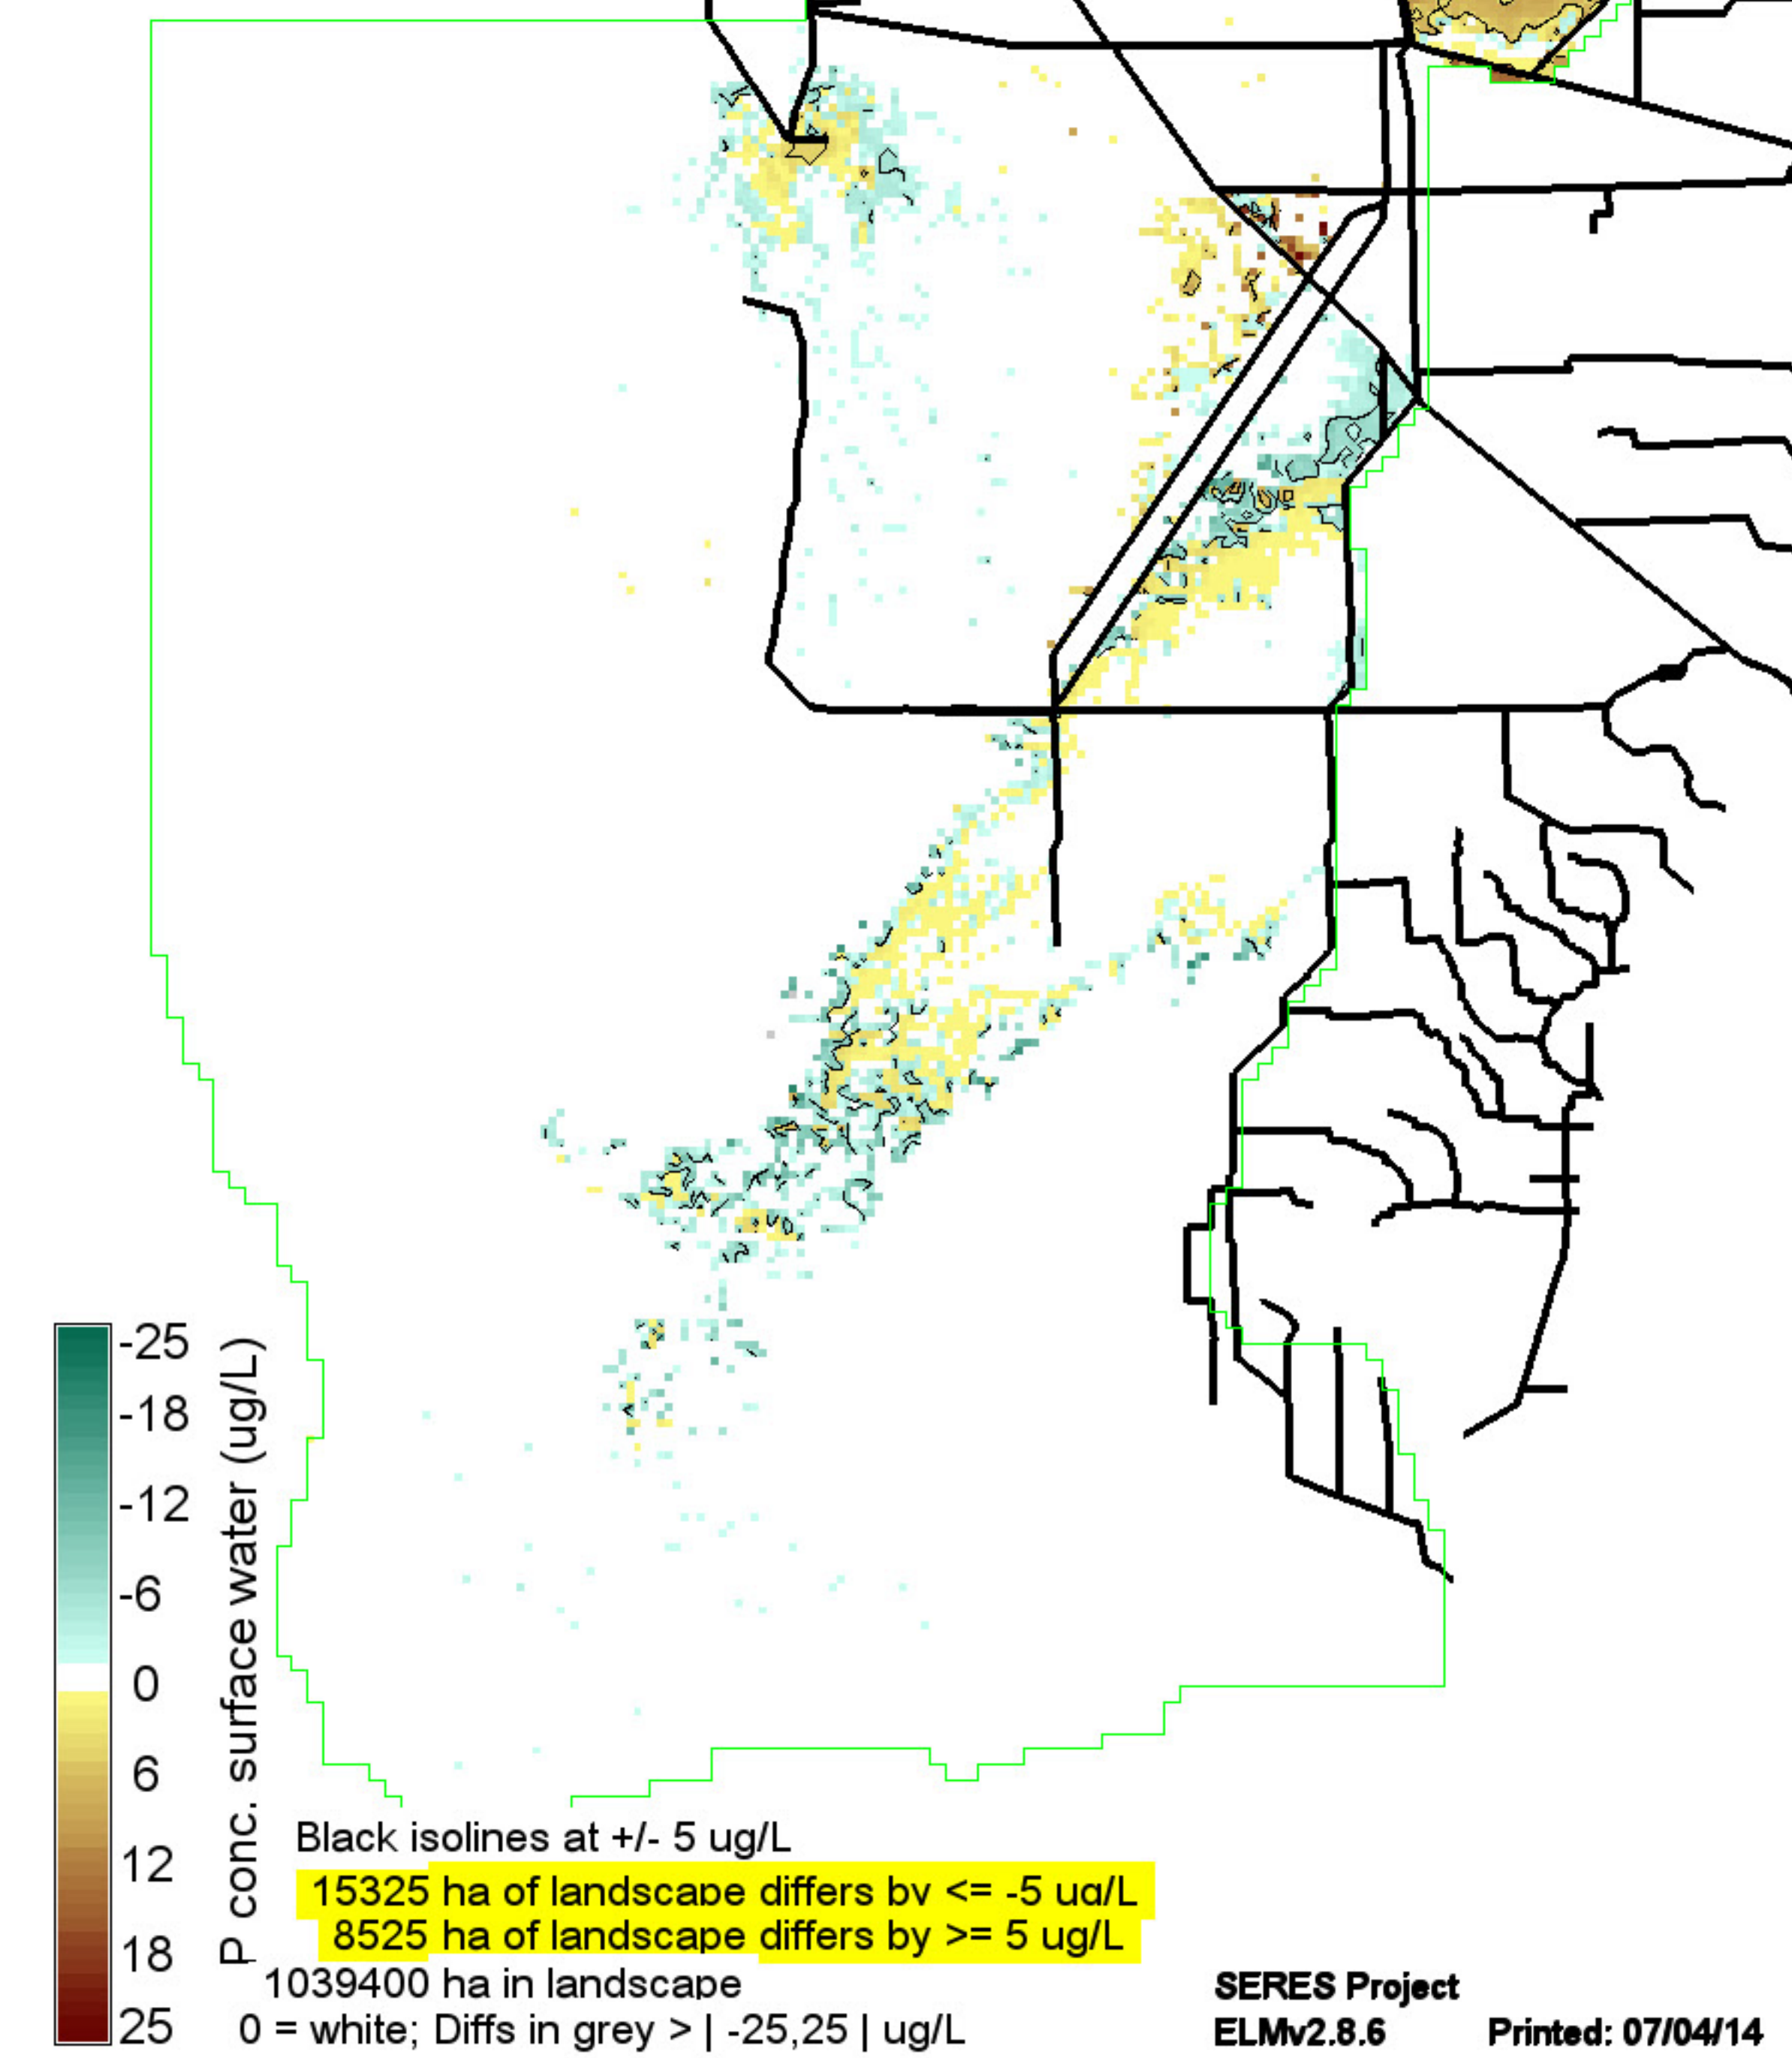 -25
-18
-12
-6
0
6
12
18
25
P conc. surface water (ug/L)
Black isolines at +/- 5 ug/L
15325 ha of landscape differs by <= -5 ug/L
8525 ha of landscape differs by >= 5 ug/L
1039400 ha in landscape
0 = white; Diffs in grey > | -25,25 | ug/L
SERES Project
ELMv2.8.6 Printed: 07/04/14